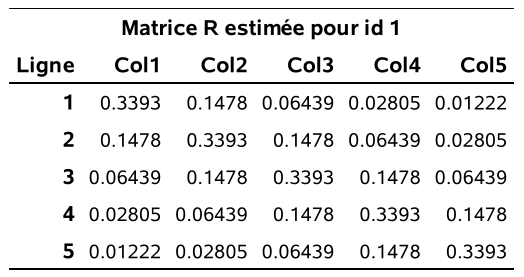 Matrice R estimée pour id 1
Ligne Col1 Col2 Col3 Col4 Col5
1 0.3393 0.1478 0.06439 0.02805 0.01222
2 0.1478 0.3393 0.1478 0.06439 0.02805
3 0.06439 0.1478 0.3393 0.1478 0.06439
4 0.02805 0.06439 0.1478 0.3393 0.1478
5 0.01222 0.02805 0.06439 0.1478 0.3393